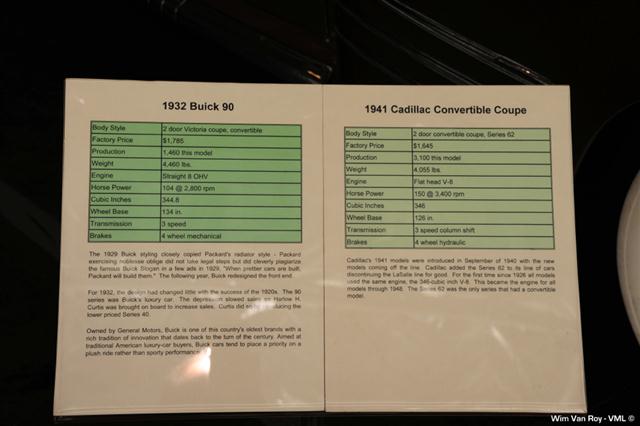 1932 Buick 90
Body Style 2 door Victoria coupe, convertible
Factory Price $1,785
Production 1,460 this model
Weight 4,460 lbs.
Engine Straight 8 OHV
Horse Power 104 @ 2,800 rpm
Cubic Inches 344.8
Wheel Base 134 in.
Transmission 3 speed
Brakes 4 wheel mechanical
The 1929 Buick styling closely copied Packard's radiator style - Packard
exercising noblesse oblige did not take legal steps but did cleverly plagiarize
the famous Buick Slogan in a few ads in 1929, "When prettier cars are built,
Packard will build them." The following year, Buick redesigned the front end.
For 1932, the design had changed little with the success of the 1920s. The 90
series was Buick's luxury car. The depression slowed sales so Harlow H.
Curtis was brought on board to increase sales. Curtis did so by introducing the
lower priced Series 40.
Owned by General Motors, Buick is one of this country's oldest brands with a
rich tradition of innovation that dates back to the turn of the century. Aimed at
traditional American luxury-car buyers, Buick cars tend to place a priority on a
plush ride rather than sporty performance.
1941 Cadillac Convertible Coupe
Body Style 2 door convertible coupe, Series 62
Factory Price $1,645
Production 3,100 this model
Weight 4,055 lbs.
Engine Flat head V-8
Horse Power 150 @ 3,400 rpm
Cubic Inches 346
Wheel Base 126 in.
Transmission 3 speed column shift
Brakes 4 wheel hydraulic
Cadillac's 1941 models were introduced in September of 1940 with the new
models coming off the line. Cadillac added the Series 62 to its line of cars
discontinuing the LaSalle line for good. For the first time since 1926 all models
used the same engine, the 346-cubic inch V-8. This became the engine for all
models through 1948. The Series 62 was the only series that had a convertible
model.
Wim Van Roy - VML ©